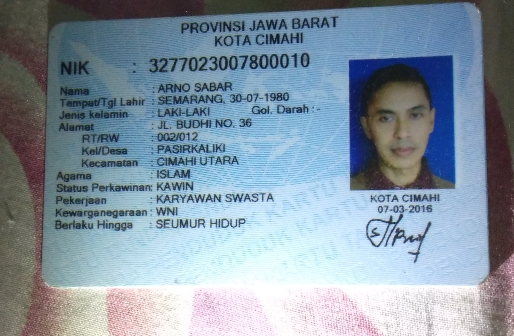 PROVINSI JAWA BARAT
KOTA CIMAHI
NIK : 3277023007800010
Nama : ARNO SABAR
Tempat/Tgl Lahir : SEMARANG, 30-07-1980
Jenis kelamin : LAKI-LAKI Gol. Darah : -
Alamat : JL. BUDHI NO. 36
RT/RW : 002/012
Kel/Desa : PASIRKALIKI
Kecamatan : CIMAHI UTARA
Agama : ISLAM
Status Perkawinan: KAWIN
Pekerjaan : KARYAWAN SWASTA
Kewarganegaraan : WNI
Berlaku Hingga : SEUMUR HIDUP
KOTA CIMAHI
07-03-2016